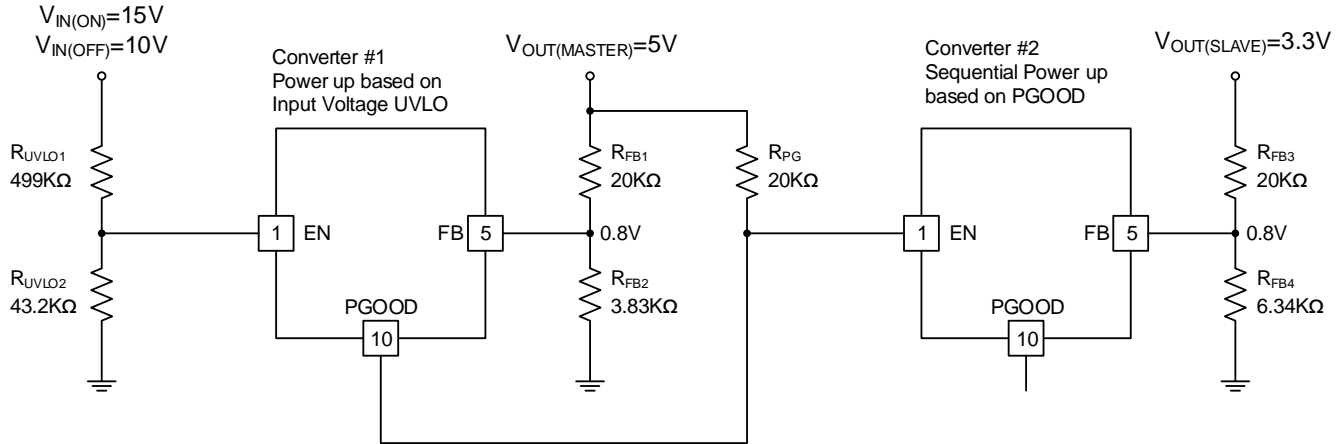 VIN(ON)=15V
VIN(OFF)=10V
Converter #1
Power up based on
Input Voltage UVLO
VOUT(MASTER)=5V
Converter #2
Sequential Power up
based on PGOOD
VOUT(SLAVE)=3.3V
RUVLO1
499KΩ
RFB1
20KΩ
RPG
20KΩ
RFB3
20KΩ
1 EN
FB 5
0.8V
1 EN
FB 5
0.8V
RUVLO2
43.2KΩ
PGOOD
10
RFB2
3.83KΩ
PGOOD
10
RFB4
6.34KΩ